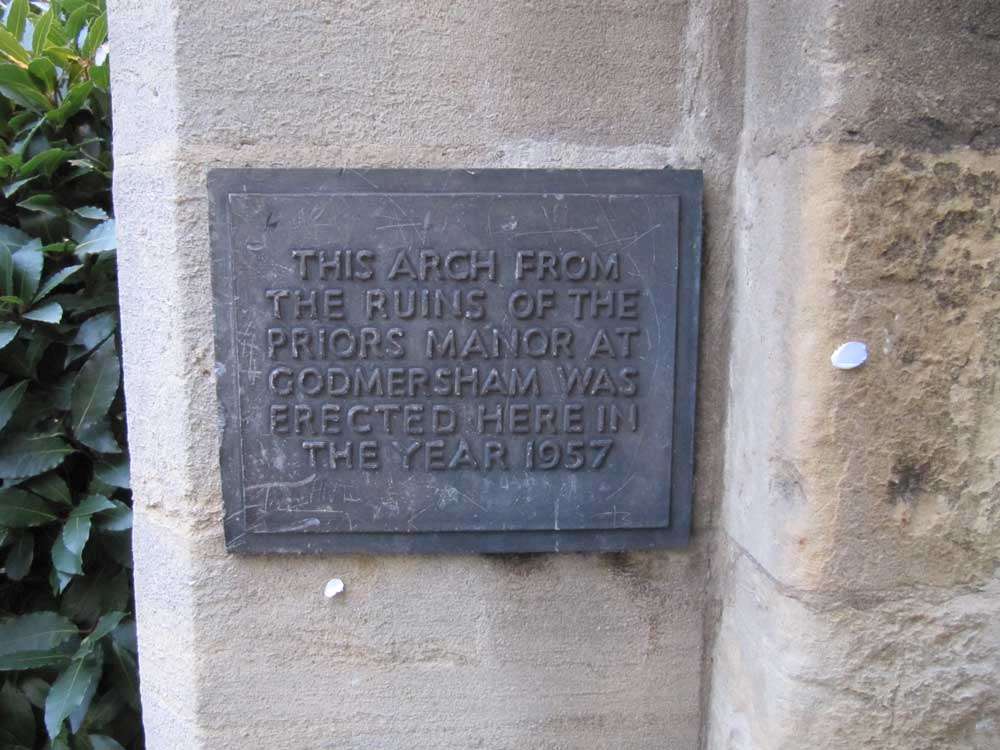 THIS ARCH FROM
THE RUINS OF THE
PRIORS MANOR AT
GODMERSHAM WAS
ERECTED HERE IN
THE YEAR 1957